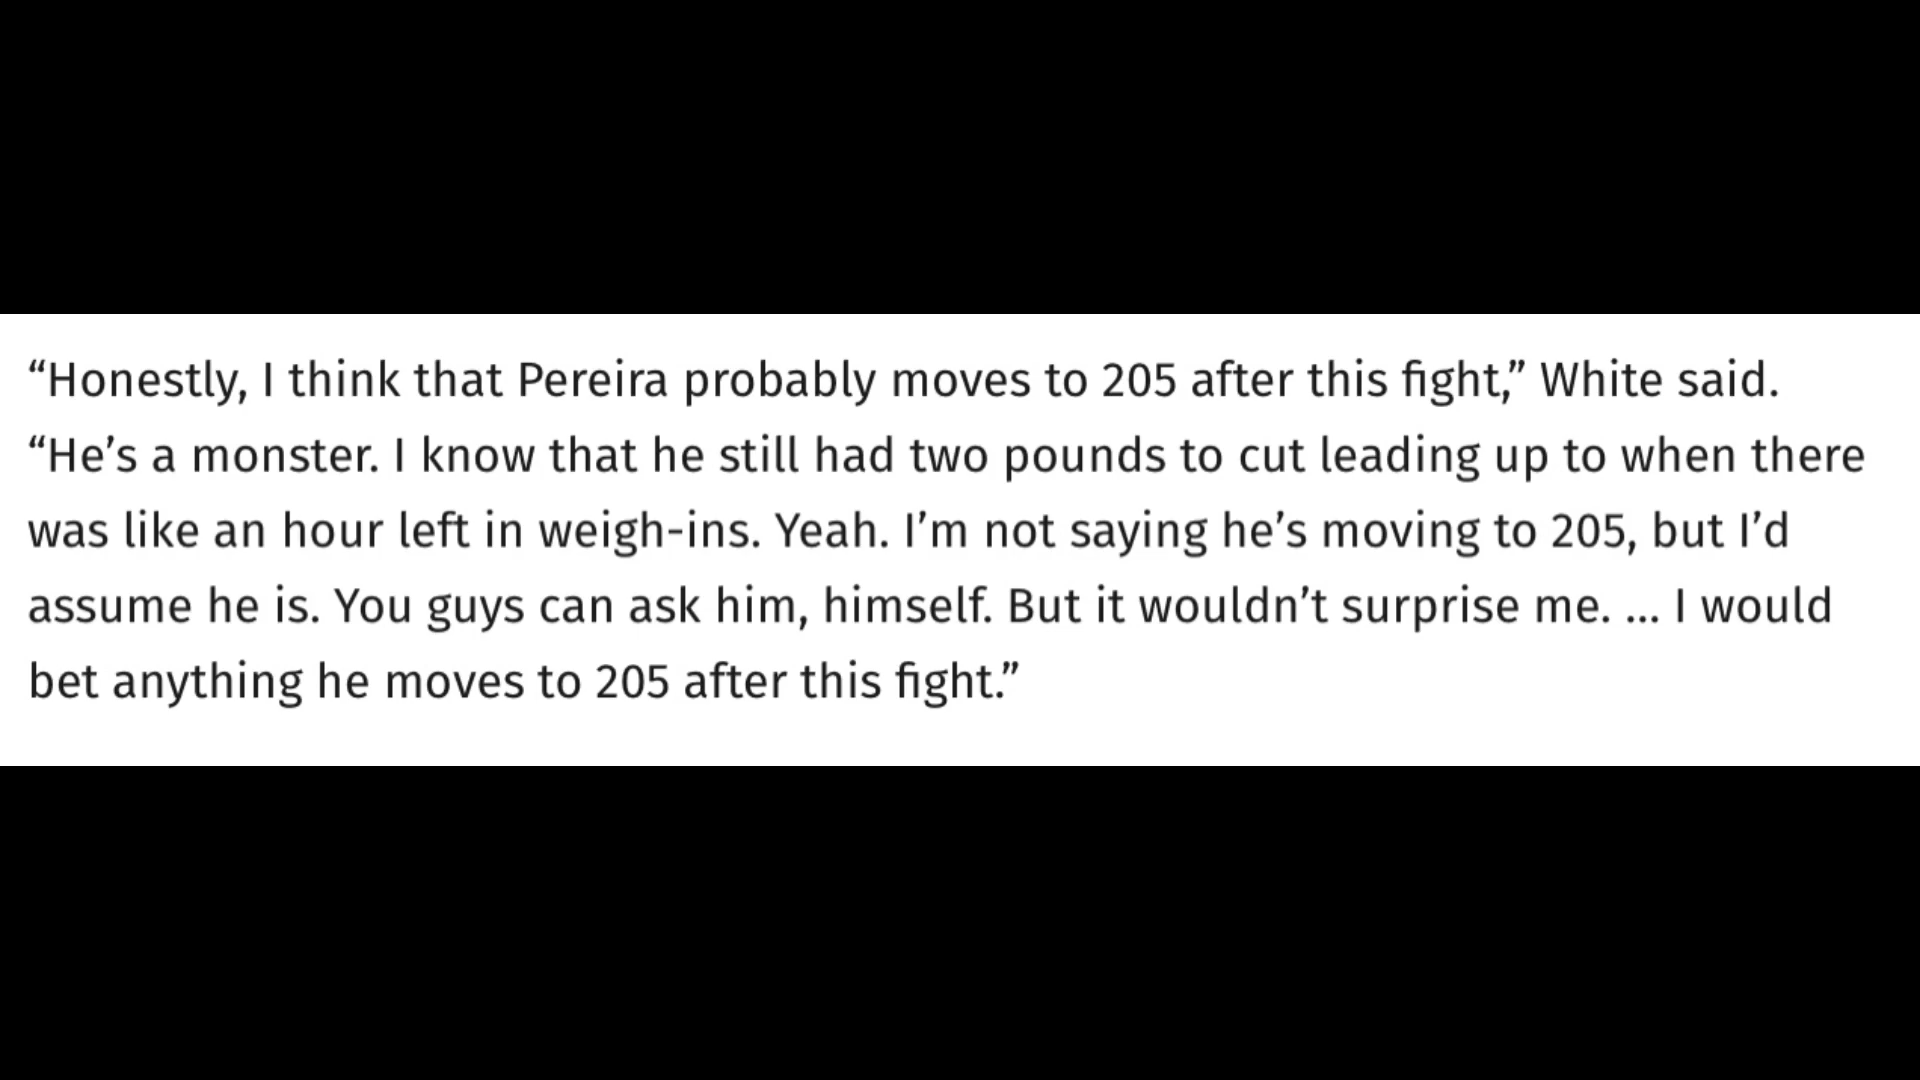 “Honestly, I think that Pereira probably moves to 205 after this fight,” White said.
“He’s a monster. I know that he still had two pounds to cut leading up to when there
was like an hour left in weigh-ins. Yeah. I’m not saying he’s moving to 205, but I’d
assume he is. You guys can ask him, himself. But it wouldn’t surprise me. … I would
bet anything he moves to 205 after this fight.”